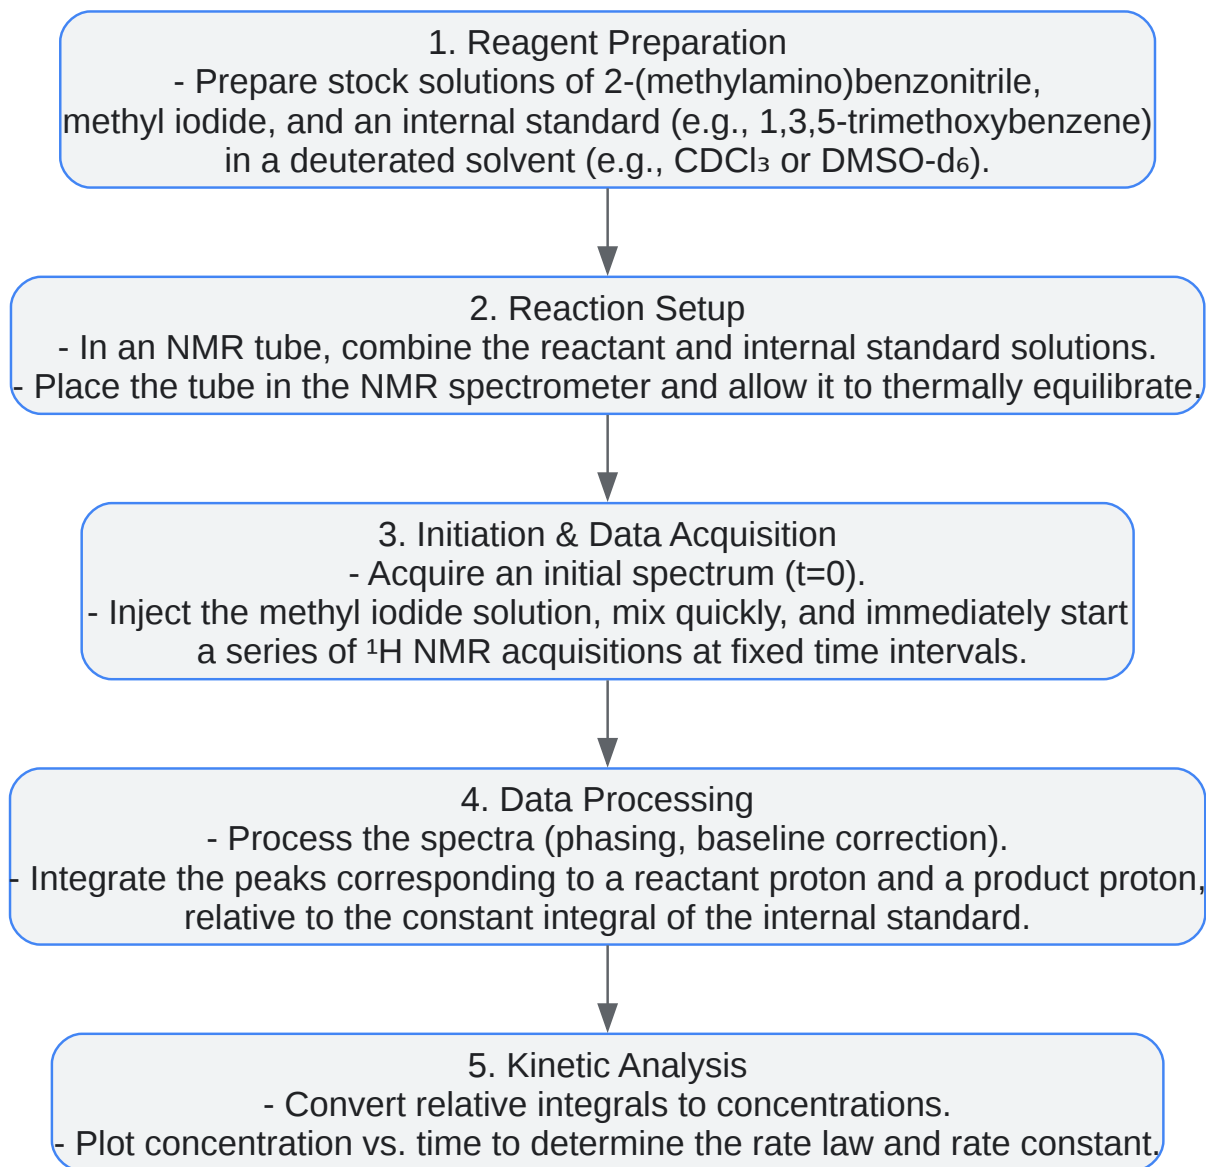 1. Reagent Preparation
- Prepare stock solutions of 2-(methylamino)benzonitrile,
methyl iodide, and an internal standard (e.g., 1,3,5-trimethoxybenzene)
in a deuterated solvent (e.g., CDCl₃ or DMSO-d₆).
2. Reaction Setup
- In an NMR tube, combine the reactant and internal standard solutions.
- Place the tube in the NMR spectrometer and allow it to thermally equilibrate.
3. Initiation & Data Acquisition
- Acquire an initial spectrum (t=0).
- Inject the methyl iodide solution, mix quickly, and immediately start
a series of ¹H NMR acquisitions at fixed time intervals.
4. Data Processing
- Process the spectra (phasing, baseline correction).
- Integrate the peaks corresponding to a reactant proton and a product proton,
relative to the constant integral of the internal standard.
5. Kinetic Analysis
- Convert relative integrals to concentrations.
- Plot concentration vs. time to determine the rate law and rate constant.